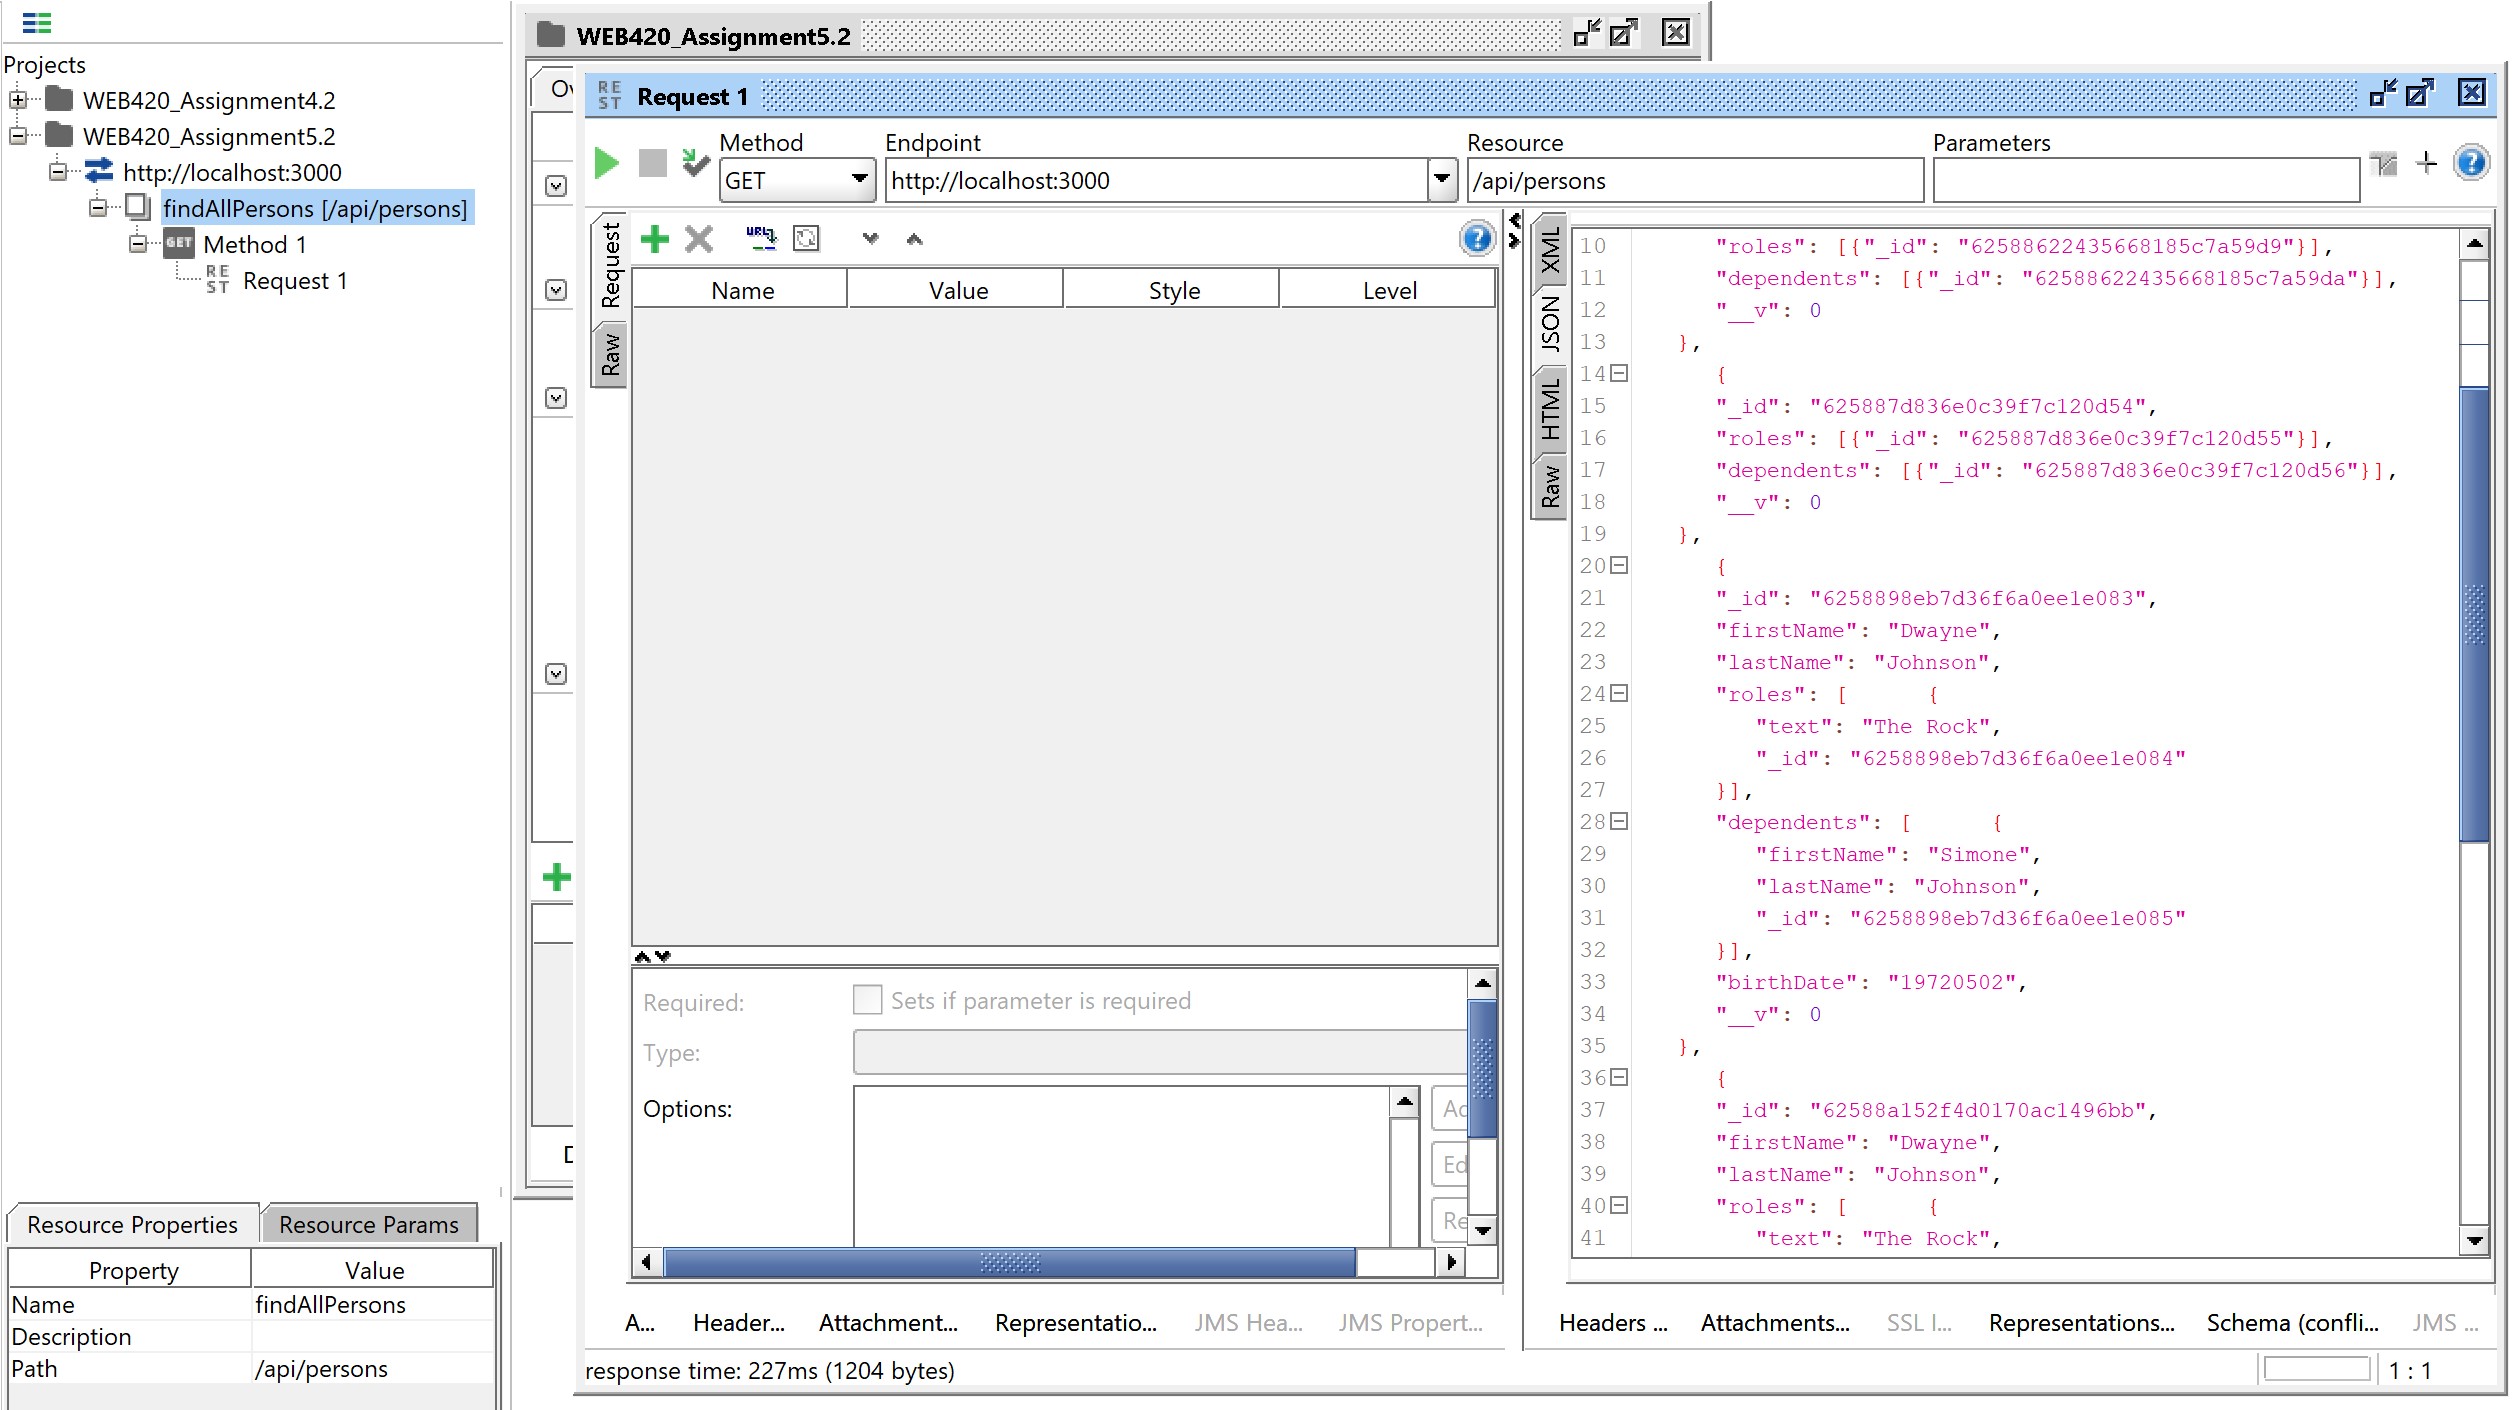 Projects
WEB420_Assignment4.2
WEB420_Assignment5.2
http://localhost:3000
findAllPersons [/api/persons]
GET Method 1
REST Request 1
Resource Properties Resource Params
Property Value
Name findAllPersons
Description
Path /api/persons
WEB420_Assignment5.2
REST Request 1
Method Endpoint Resource Parameters
GET http://localhost:3000 /api/persons
Request
Raw
Name Value Style Level
Required: Sets if parameter is required
Type:
Options:
A... Header... Attachment... Representatio... JMS Hea... JMS Propert...
response time: 227ms (1204 bytes)
XML
JSON
HTML
Raw
10 "roles": [{"_id": "62588622435668185c7a59d9"}],
11 "dependents": [{"_id": "62588622435668185c7a59da"}],
12 "__v": 0
13 },
14 {
15 "_id": "625887d836e0c39f7c120d54",
16 "roles": [{"_id": "625887d836e0c39f7c120d55"}],
17 "dependents": [{"_id": "625887d836e0c39f7c120d56"}],
18 "__v": 0
19 },
20 {
21 "_id": "6258898eb7d36f6a0ee1e083",
22 "firstName": "Dwayne",
23 "lastName": "Johnson",
24 "roles": [ {
25 "text": "The Rock",
26 "_id": "6258898eb7d36f6a0ee1e084"
27 }],
28 "dependents": [ {
29 "firstName": "Simone",
30 "lastName": "Johnson",
31 "_id": "6258898eb7d36f6a0ee1e085"
32 }],
33 "birthDate": "19720502",
34 "__v": 0
35 },
36 {
37 "_id": "62588a152f4d0170ac1496bb",
38 "firstName": "Dwayne",
39 "lastName": "Johnson",
40 "roles": [ {
41 "text": "The Rock",
Headers ... Attachments... SSL I... Representations... Schema (confli... JMS ...
1 : 1